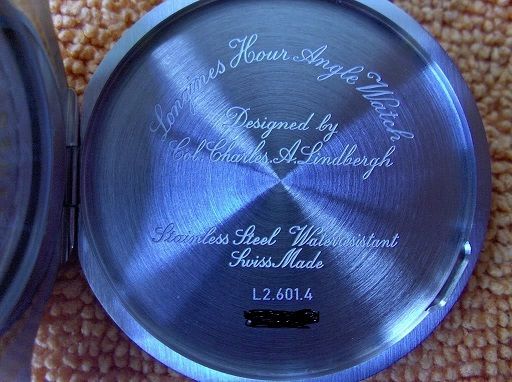 Longines Hour Angle Watch
Designed by
Col. Charles.A.Lindbergh
Stainless Steel Waterresistant
Swiss Made
L2.601.4